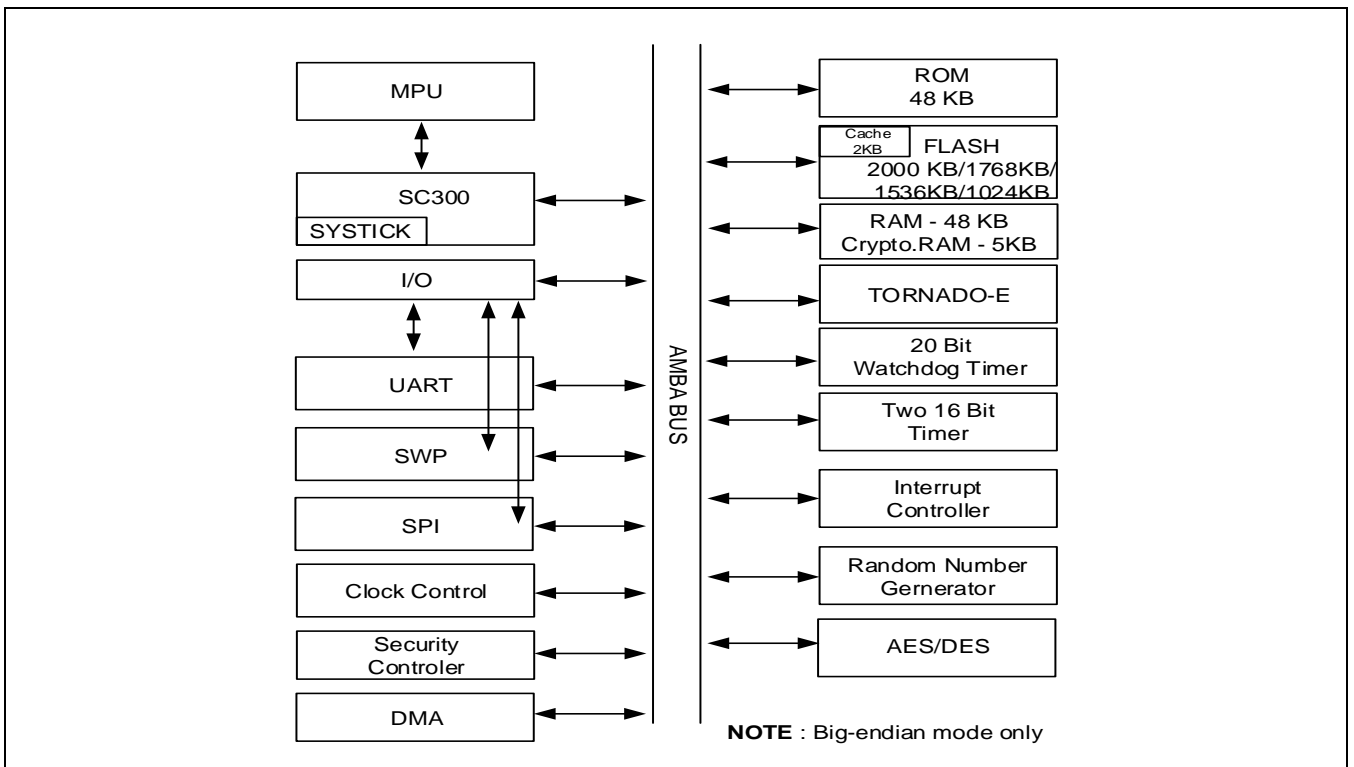 MPU
SC300
SYSTICK
I/O
UART
SWP
SPI
Clock Control
Security
Controler
DMA
AMBA BUS
ROM
48 KB
Cache
2KB
FLASH
2000 KB/1768KB/
1536KB/1024KB
RAM - 48 KB
Crypto.RAM - 5KB
TORNADO-E
20 Bit
Watchdog Timer
Two 16 Bit
Timer
Interrupt
Controller
Random Number
Gernerator
AES/DES
NOTE : Big-endian mode only